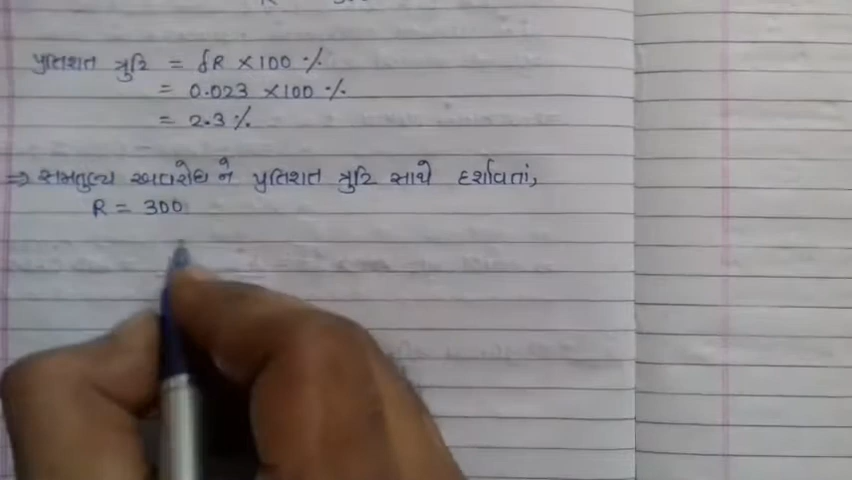 પ્રતિશત ત્રુટિ = δR ×100 %
= 0.023 ×100 %
= 2.3 %
⇒ સમતુલ્ય અવરોધને પ્રતિશત ત્રુટિ સાથે દર્શાવતાં,
R = 300